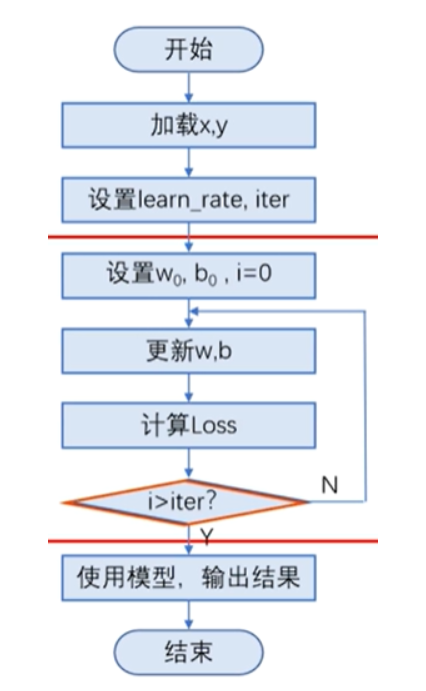 开始
加载x,y
设置learn_rate, iter
设置w₀, b₀ , i=0
更新w,b
计算Loss
i>iter?
N
Y
使用模型，输出结果
结束